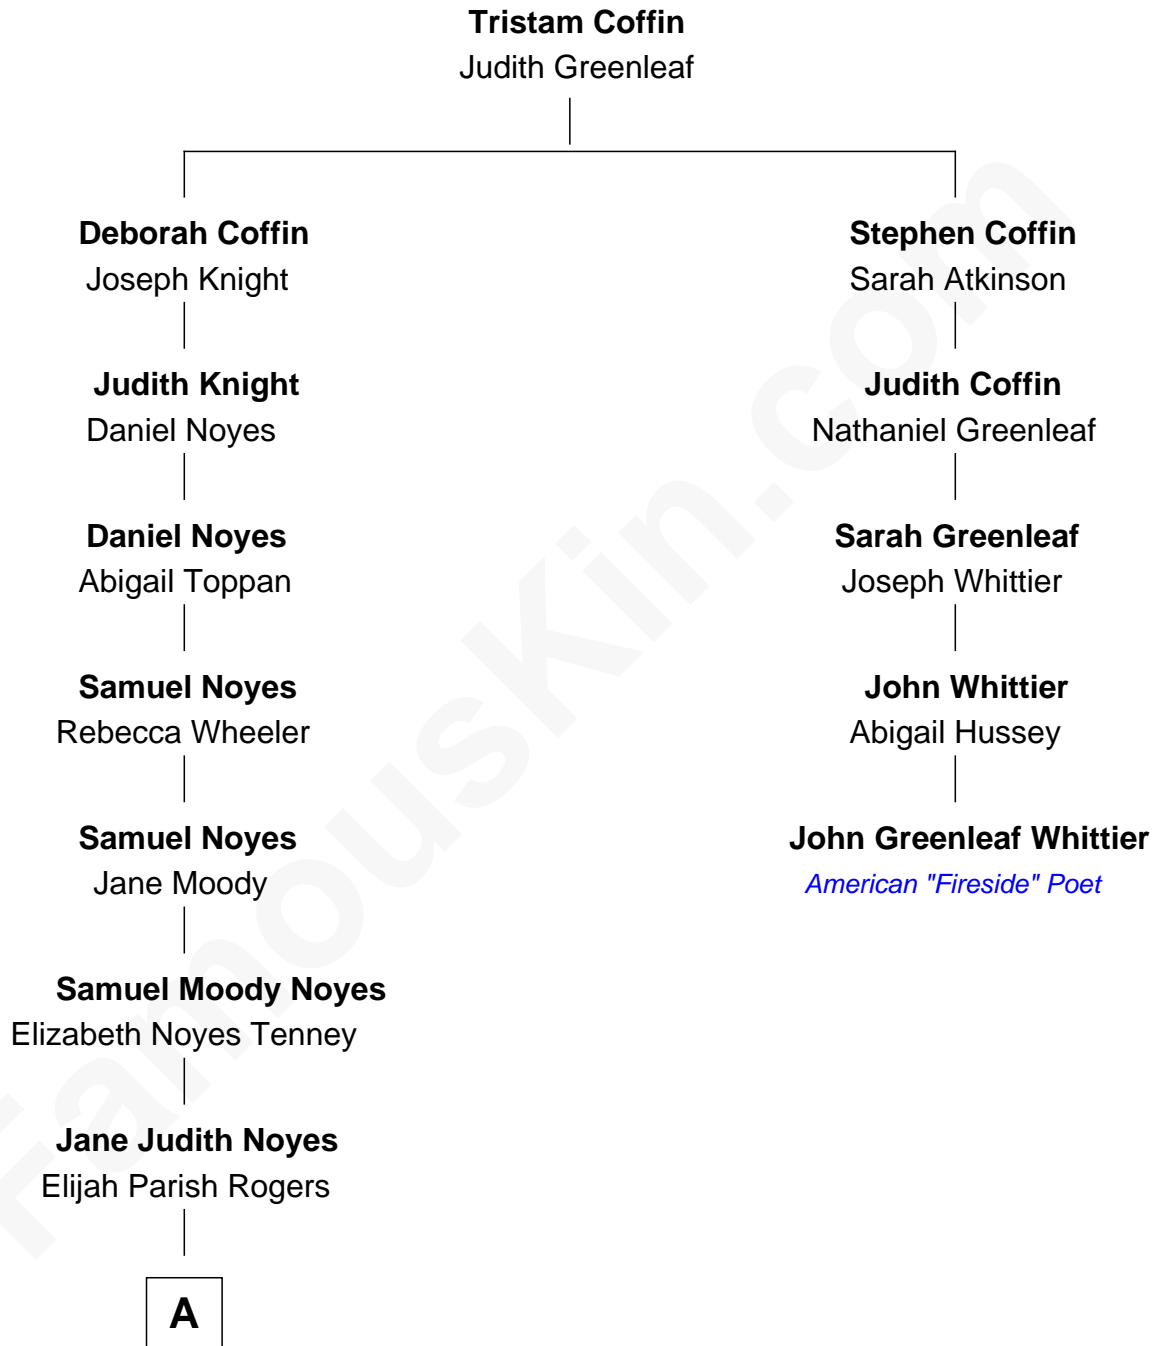 Tristam Coffin
Judith Greenleaf
Deborah Coffin
Joseph Knight
Stephen Coffin
Sarah Atkinson
Judith Knight
Daniel Noyes
Judith Coffin
Nathaniel Greenleaf
Daniel Noyes
Abigail Toppan
Sarah Greenleaf
Joseph Whittier
Samuel Noyes
Rebecca Wheeler
John Whittier
Abigail Hussey
Samuel Noyes
Jane Moody
John Greenleaf Whittier
American "Fireside" Poet
Samuel Moody Noyes
Elizabeth Noyes Tenney
Jane Judith Noyes
Elijah Parish Rogers
A
FamousKin.com